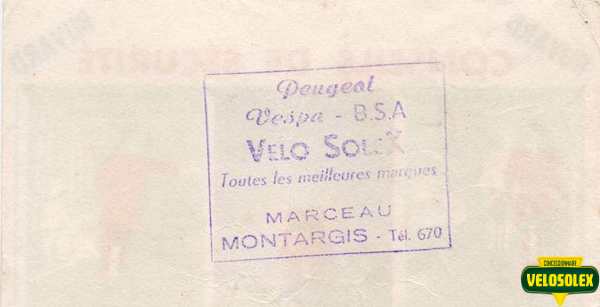 Peugeot
Vespa - B.S.A
VELO SOLEX
Toutes les meilleures marques
MARCEAU
MONTARGIS - Tél. 670
CONCESSIONNAIRE
VELOSOLEX